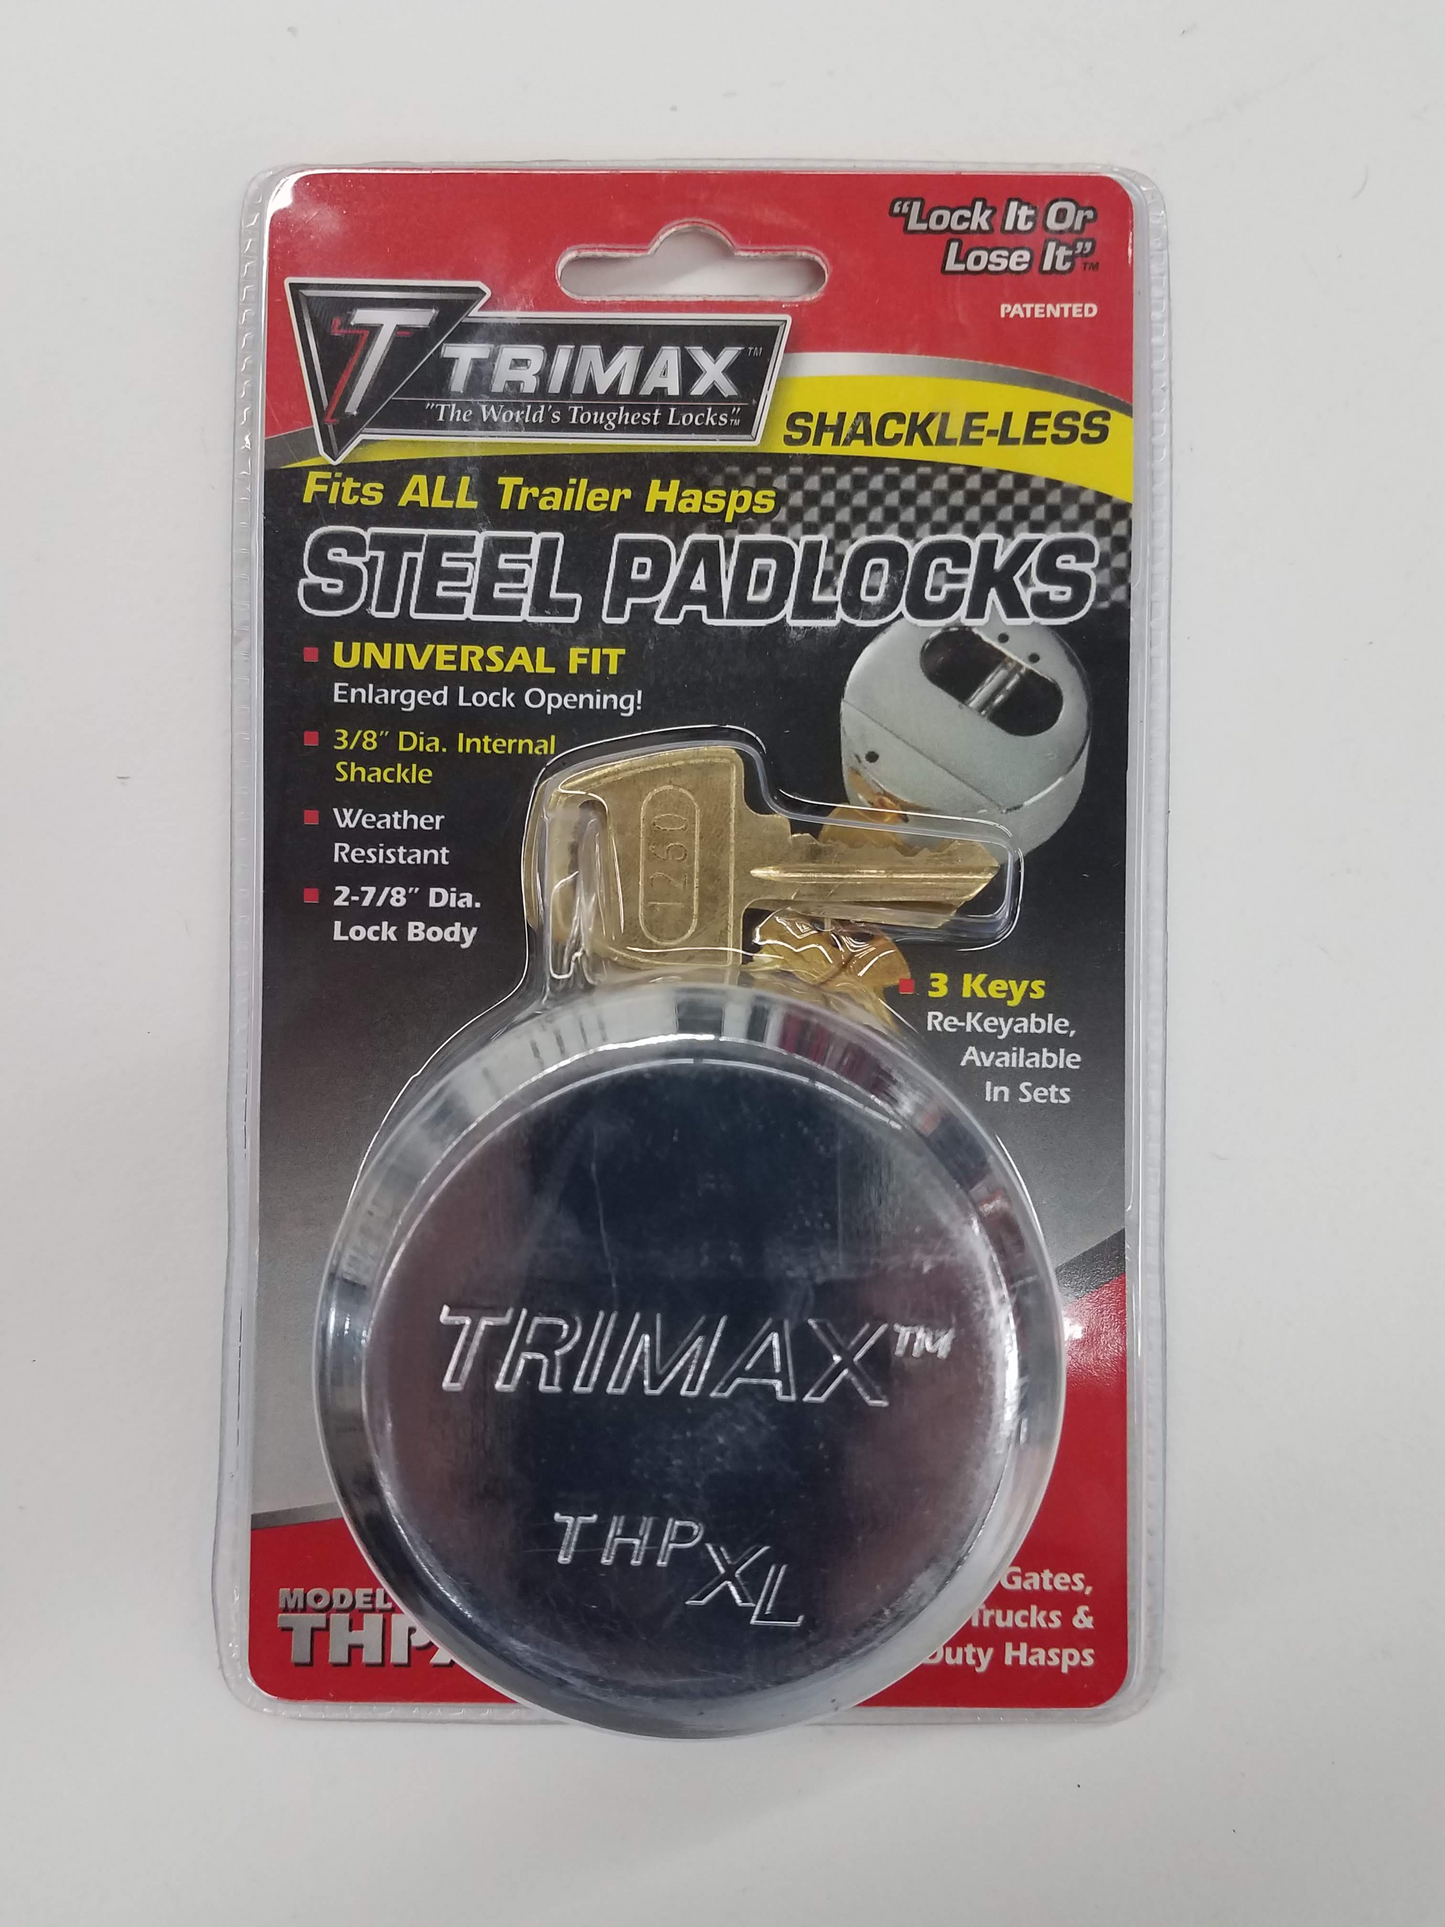 "Lock It Or
Lose It"™
PATENTED
T TRIMAX™
"The World's Toughest Locks"™
SHACKLE-LESS
Fits ALL Trailer Hasps
STEEL PADLOCKS
UNIVERSAL FIT
Enlarged Lock Opening!
3/8" Dia. Internal
Shackle
Weather
Resistant
2-7/8" Dia.
Lock Body
1250
3 Keys
Re-Keyable,
Available
In Sets
TRIMAX™
THPXL
MODEL
Gates,
Trucks &
Duty Hasps